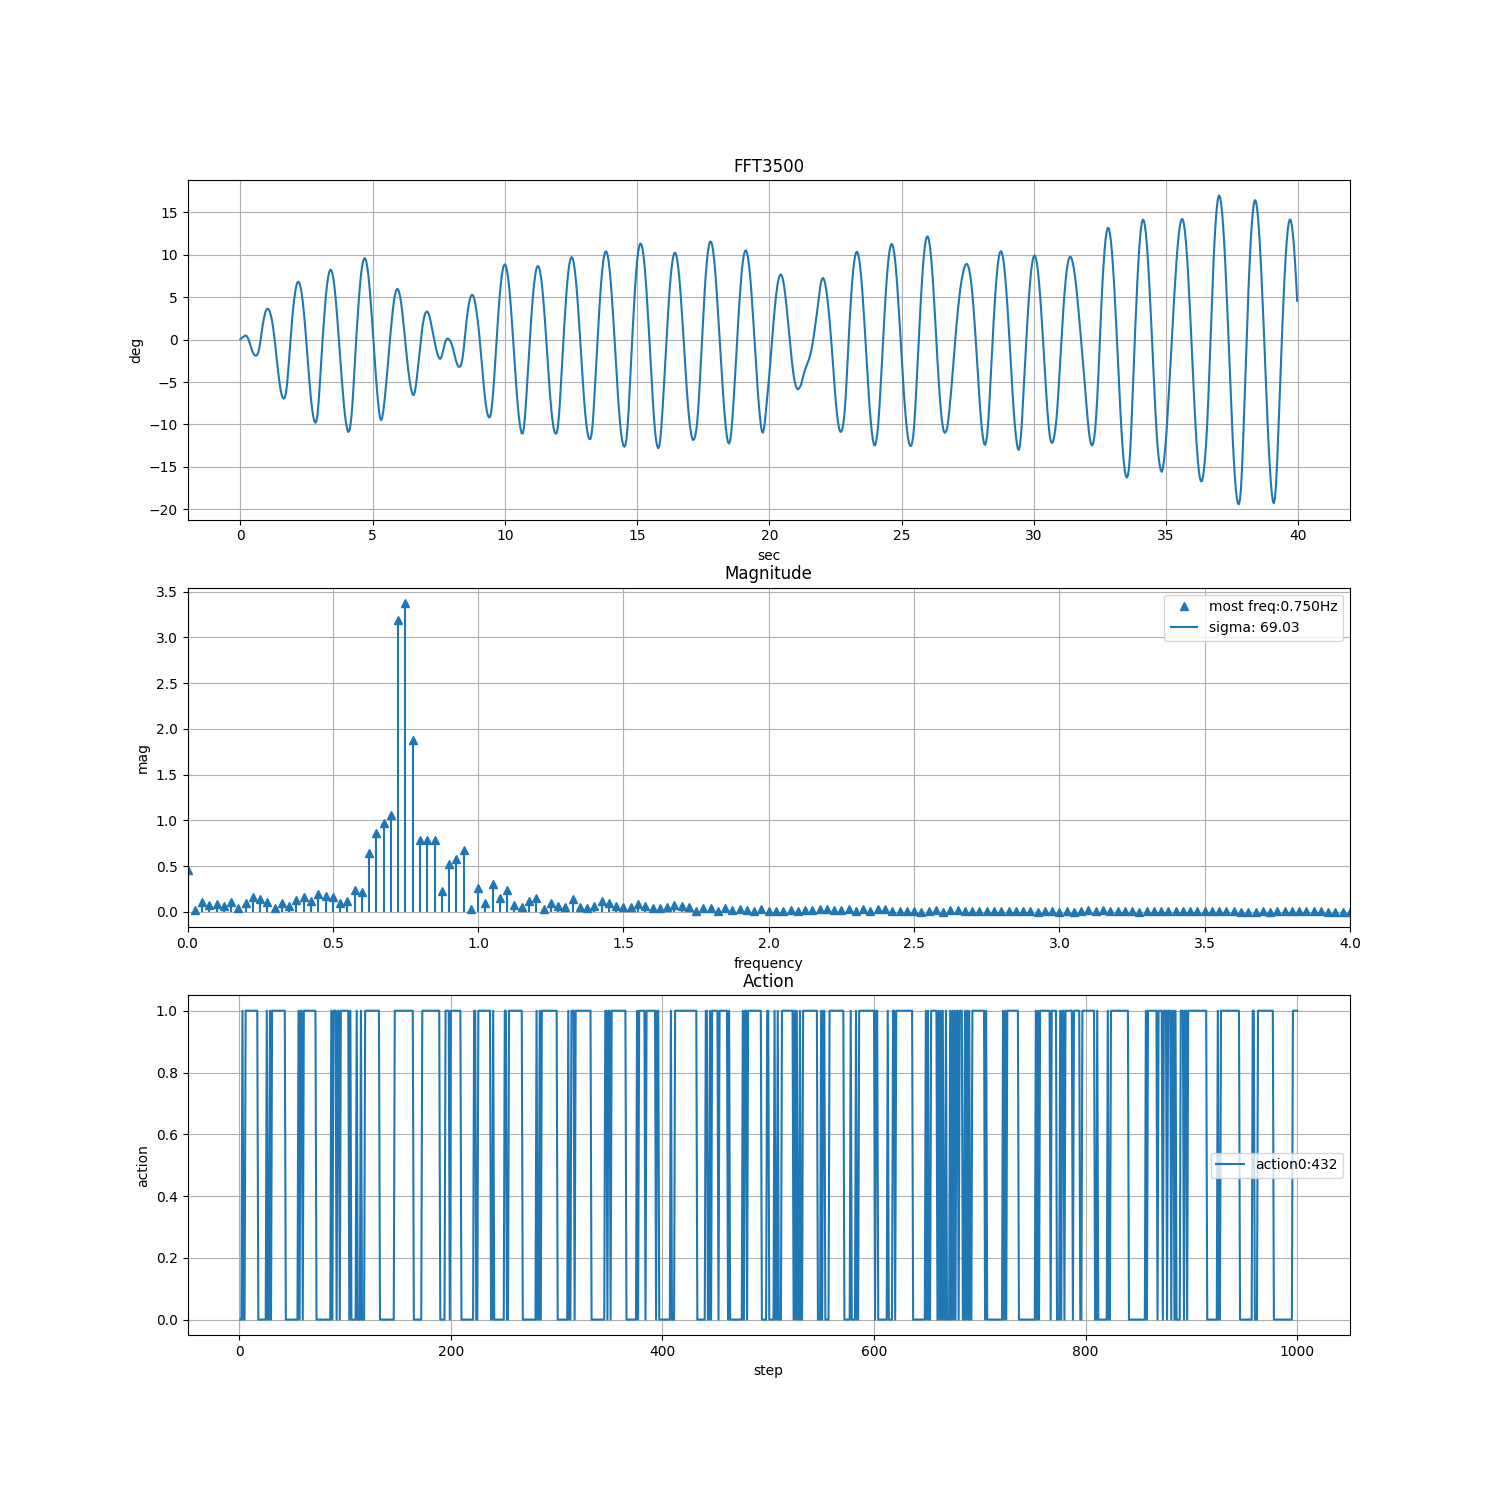 FFT3500
15
10
5
0
−5
−10
−15
−20
deg
0 5 10 15 20 25 30 35 40
sec
Magnitude
3.5
3.0
2.5
2.0
1.5
1.0
0.5
0.0
mag
most freq:0.750Hz
sigma: 69.03
0.0 0.5 1.0 1.5 2.0 2.5 3.0 3.5 4.0
frequency
Action
1.0
0.8
0.6
0.4
0.2
0.0
action
action0:432
0 200 400 600 800 1000
step